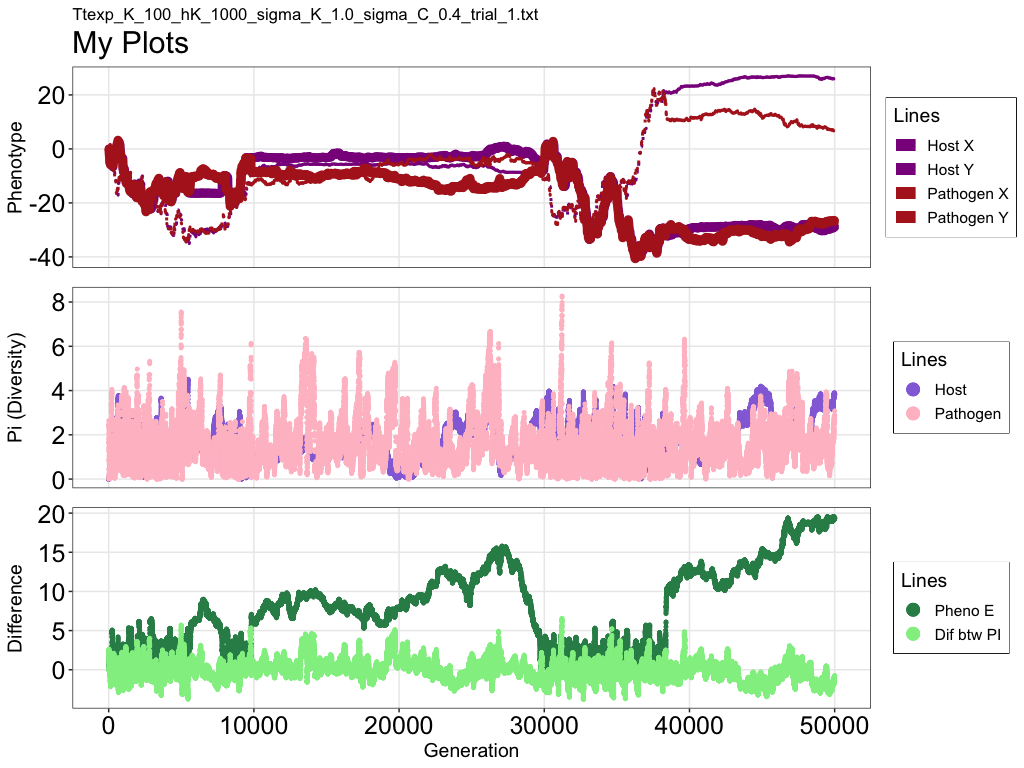 Ttexp_K_100_hK_1000_sigma_K_1.0_sigma_C_0.4_trial_1.txt
My Plots
Phenotype
20
0
-20
-40
Lines
Host X
Host Y
Pathogen X
Pathogen Y
Pi (Diversity)
8
6
4
2
0
Lines
Host
Pathogen
Difference
20
15
10
5
0
Lines
Pheno E
Dif btw PI
0
10000
20000
30000
40000
50000
Generation